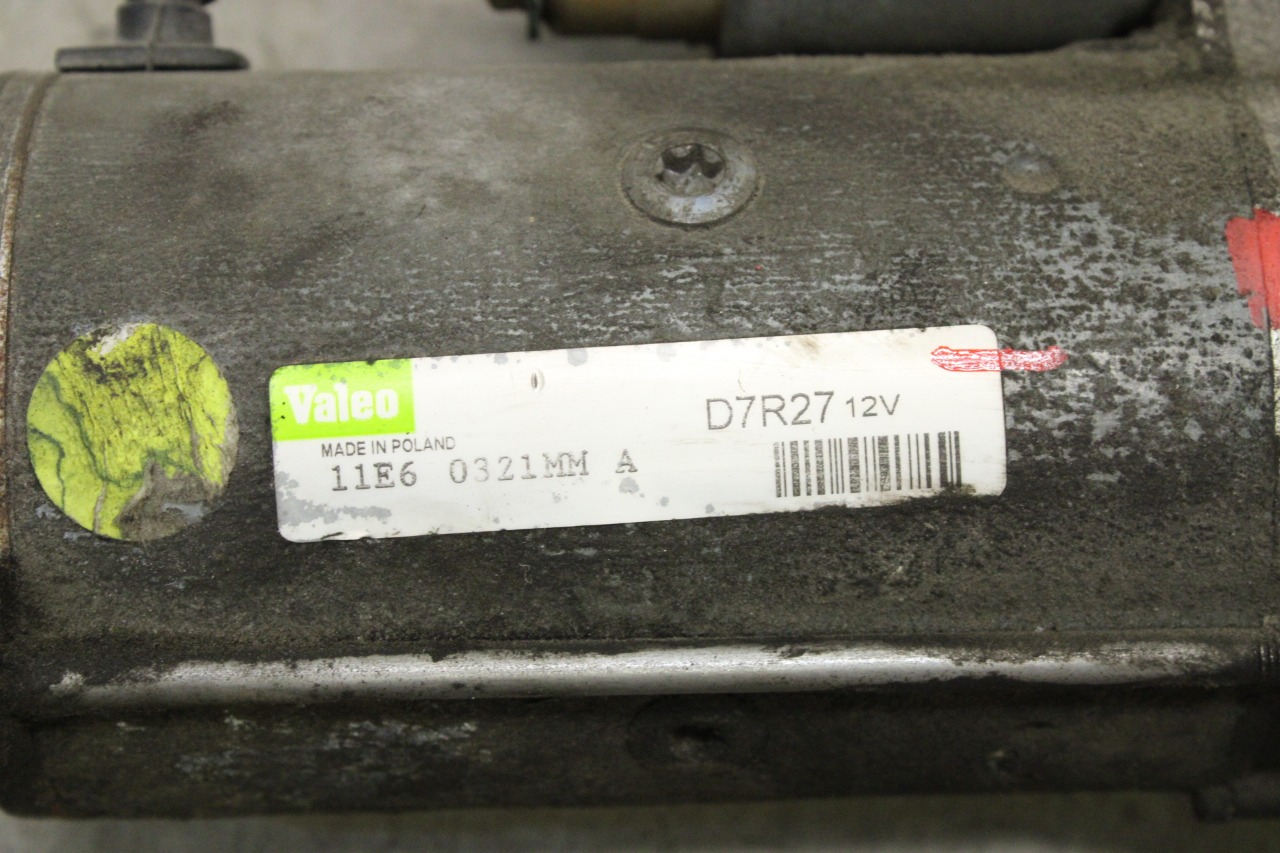 Valeo
MADE IN POLAND
11E6 0321MM A
D7R27 12V